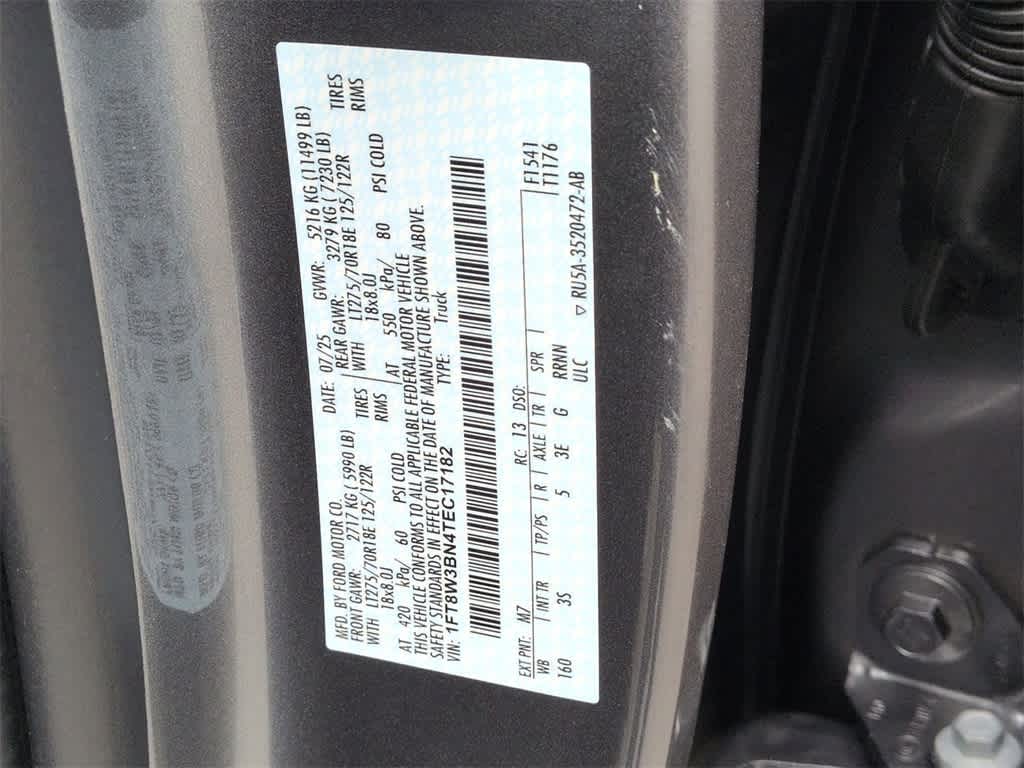 MFD. BY FORD MOTOR CO.
DATE: 07/25 GVWR: 5216 KG (11499 LB)
FRONT GAWR: 2717 KG ( 5990 LB) REAR GAWR: 3279 KG ( 7230 LB)
WITH LT275/70R18E 125/122R TIRES WITH LT275/70R18E 125/122R TIRES
18x8.0J RIMS 18x8.0J RIMS
AT 420 kPa/ 60 PSI COLD AT 550 kPa/ 80 PSI COLD
THIS VEHICLE CONFORMS TO ALL APPLICABLE FEDERAL MOTOR VEHICLE
SAFETY STANDARDS IN EFFECT ON THE DATE OF MANUFACTURE SHOWN ABOVE.
VIN: 1FT8W3BN4TEC17182 TYPE: Truck
EXT PNT: M7 RC: 13 DSO: F1541
WB INT TR TP/PS R AXLE TR SPR T1176
160 3S 5 3E G RRNN
ULC
▽ RU5A-3520472-AB